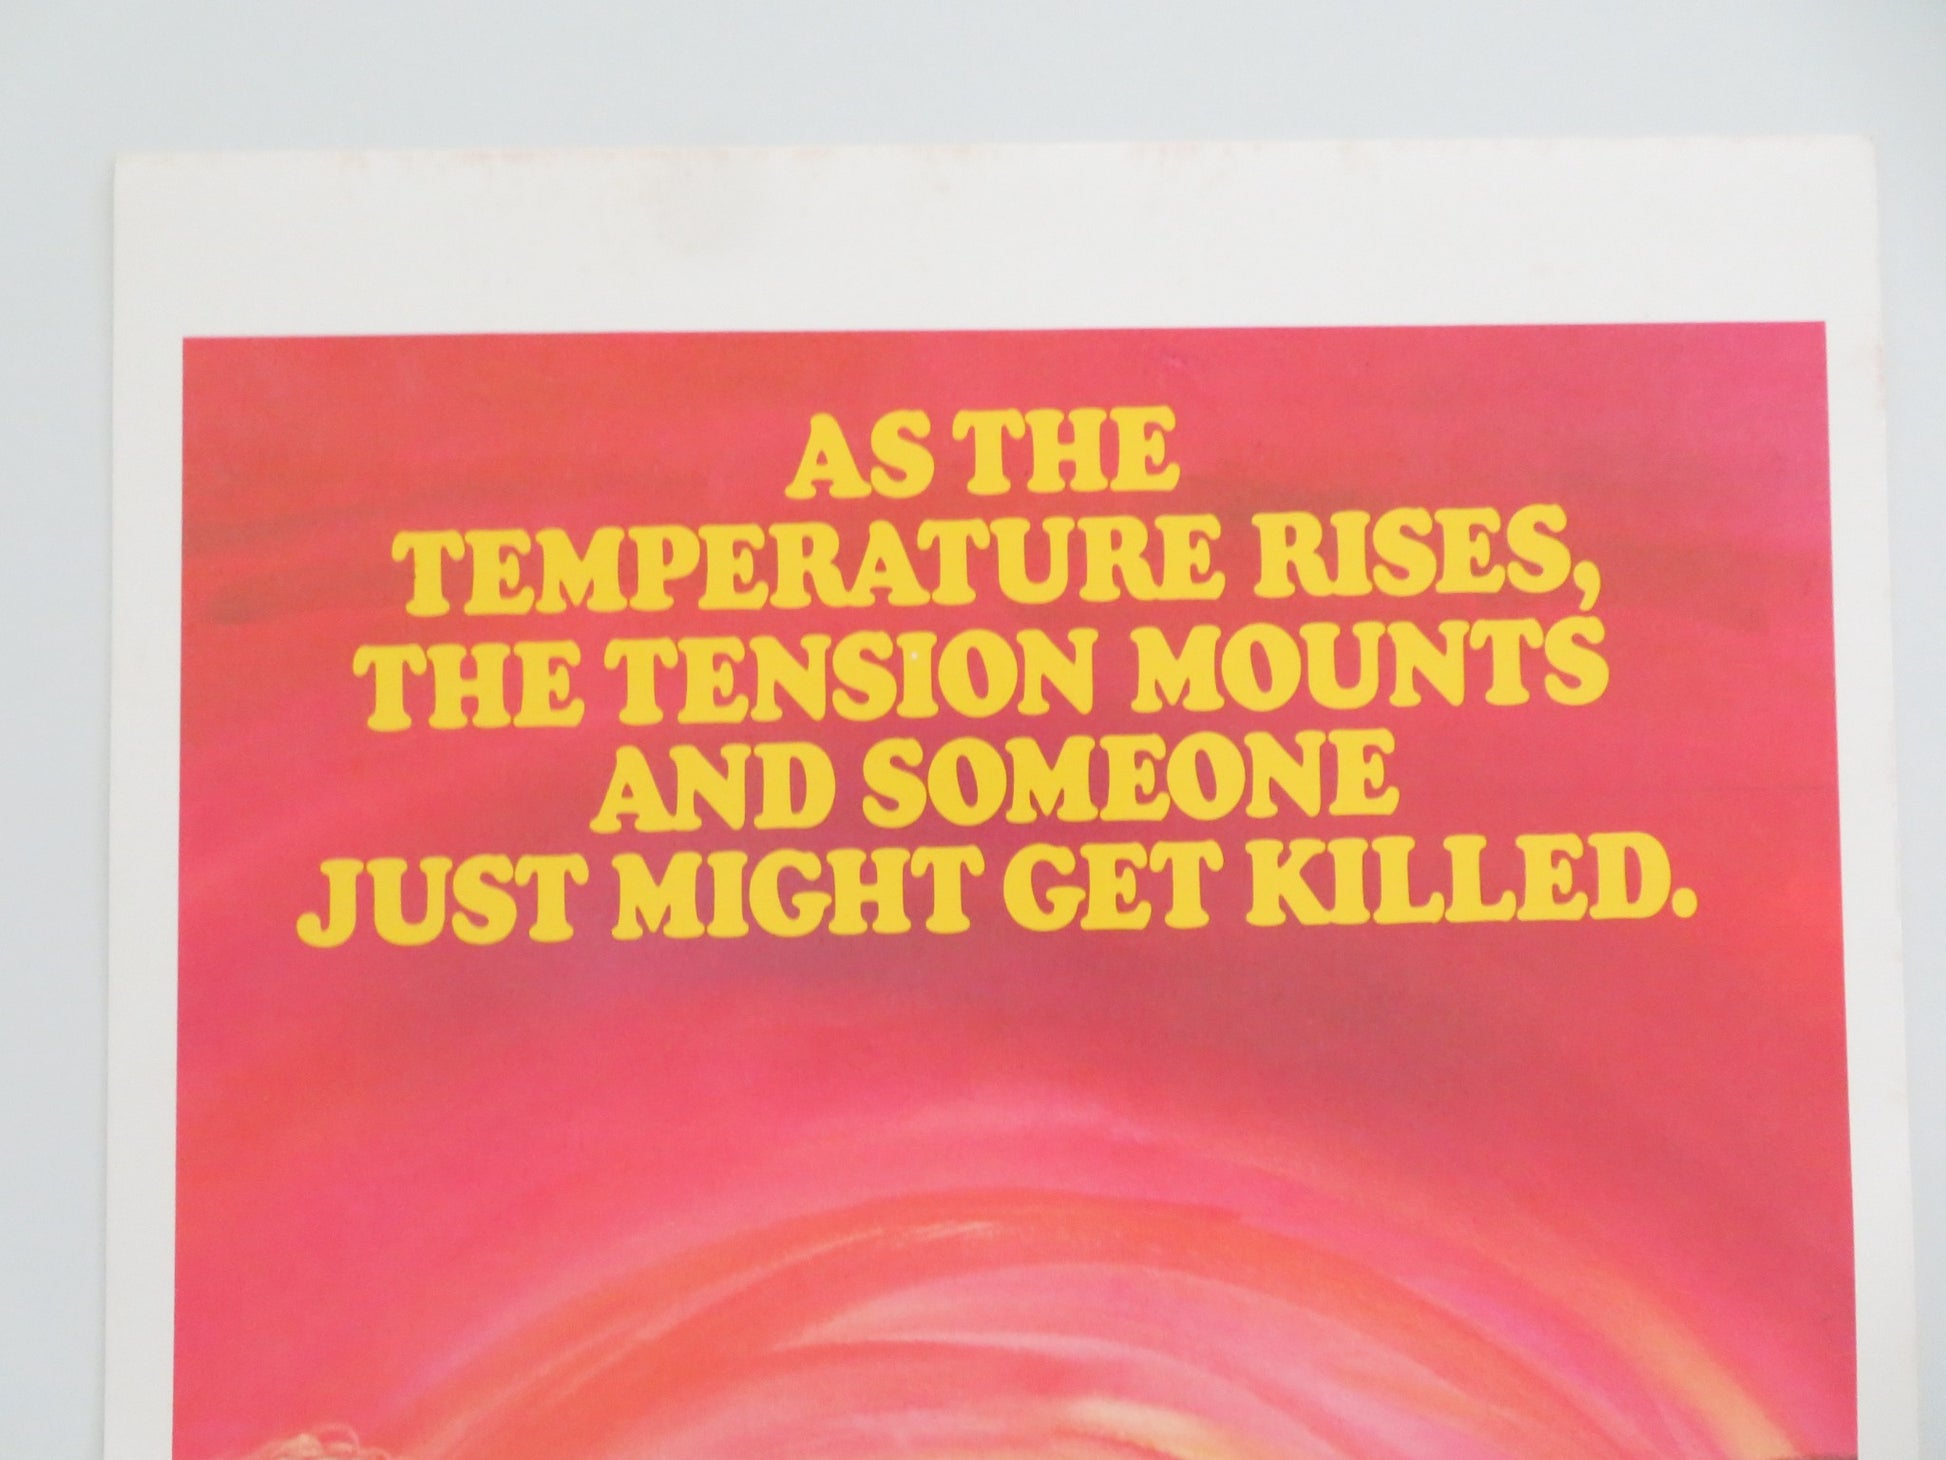 AS THE
TEMPERATURE RISES,
THE TENSION MOUNTS
AND SOMEONE
JUST MIGHT GET KILLED.